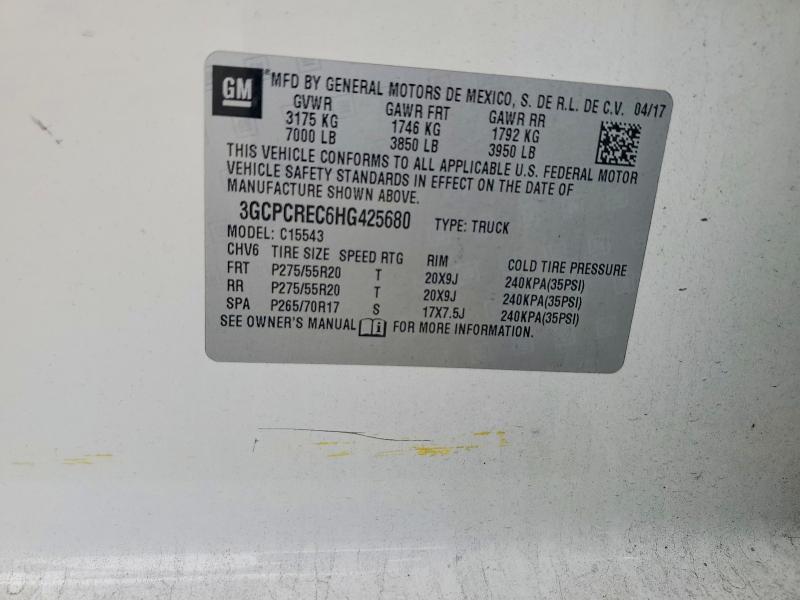 GM
MFD BY GENERAL MOTORS DE MEXICO, S. DE R.L. DE C.V. 04/17
GVWR GAWR FRT GAWR RR
3175 KG 1746 KG 1792 KG
7000 LB 3850 LB 3950 LB
THIS VEHICLE CONFORMS TO ALL APPLICABLE U.S. FEDERAL MOTOR
VEHICLE SAFETY STANDARDS IN EFFECT ON THE DATE OF
MANUFACTURE SHOWN ABOVE.
3GCPCREC6HG425680 TYPE: TRUCK
MODEL: C15543
CHV6 TIRE SIZE SPEED RTG RIM COLD TIRE PRESSURE
FRT P275/55R20 T 20X9J 240KPA(35PSI)
RR P275/55R20 T 20X9J 240KPA(35PSI)
SPA P265/70R17 S 17X7.5J 240KPA(35PSI)
SEE OWNER'S MANUAL FOR MORE INFORMATION.